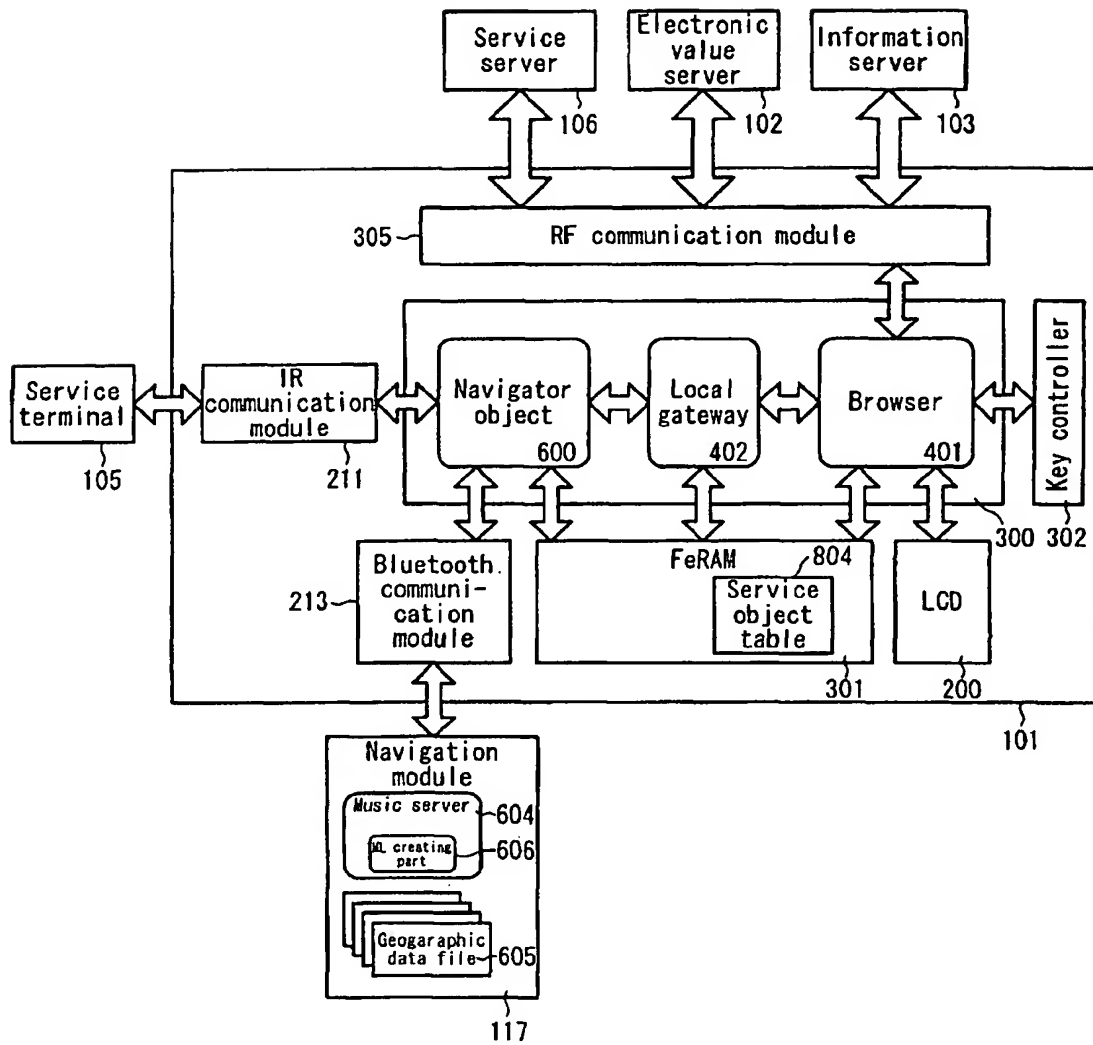 Service
server
Electronic
value
server
Information
server
106
102
103
305
RF communication module
Service
terminal
105
IR
communication
module
211
Navigator
object
600
Local
gateway
402
Browser
401
Key controller
302
300
213
Bluetooth.
communi-
cation
module
FeRAM
804
Service
object
table
301
LCD
200
101
Navigation
module
Music server
604
ML creating
part
606
Geogaraphic
data file
605
117